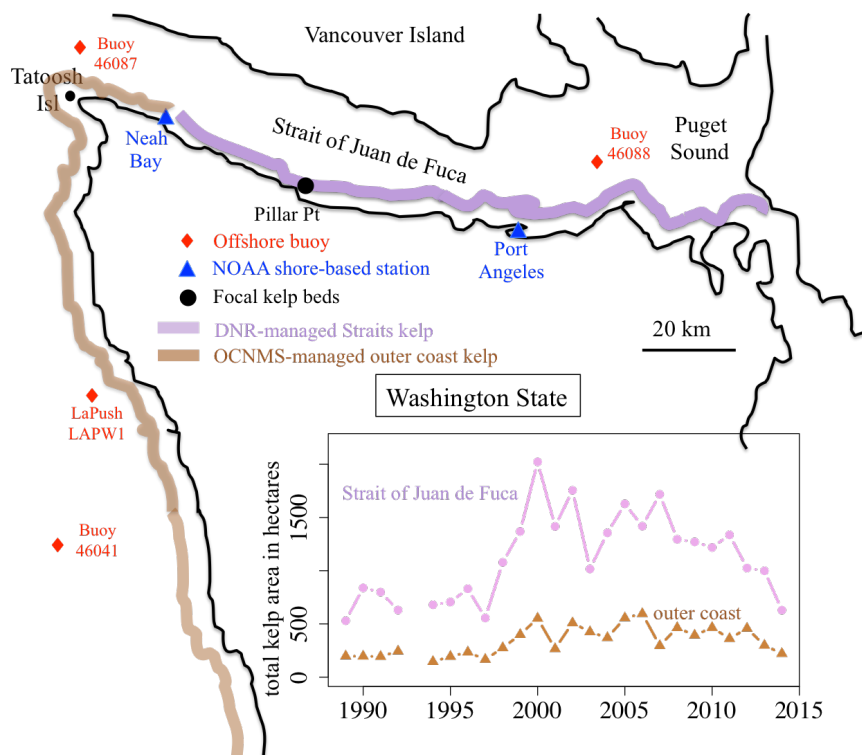 Vancouver Island
Buoy
46087
Tatoosh
Isl
Neah
Bay
Strait of Juan de Fuca
Buoy
46088
Puget
Sound
Pillar Pt
Port
Angeles
Offshore buoy
NOAA shore-based station
Focal kelp beds
DNR-managed Straits kelp
OCNMS-managed outer coast kelp
20 km
LaPush
LAPW1
Buoy
46041
Washington State
total kelp area in hectares
1500
500
0
Strait of Juan de Fuca
outer coast
1990 1995 2000 2005 2010 2015